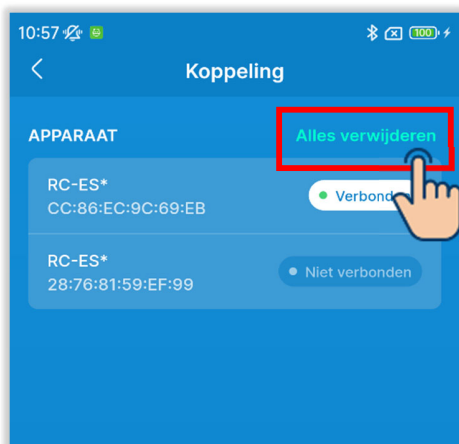 10:57
100
Koppeling
APPARAAT
Alles verwijderen
RC-ES*
CC:86:EC:9C:69:EB
RC-ES*
28:76:81:59:EF:99
Niet verbonden